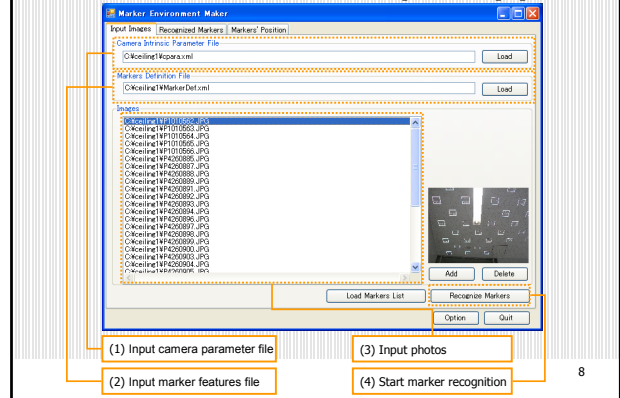 Marker Environment Maker
Input Images Recognized Markers Markers' Position
Camera Intrinsic Parameter File
C:¥ceiling1¥cpara.xml Load
Markers Definition File
C:¥ceiling1¥MarkerDef.xml Load
Images
C:¥ceiling1¥P1010562.JPG
C:¥ceiling1¥P1010563.JPG
C:¥ceiling1¥P1010564.JPG
C:¥ceiling1¥P1010565.JPG
C:¥ceiling1¥P1010566.JPG
C:¥ceiling1¥P4260885.JPG
C:¥ceiling1¥P4260887.JPG
C:¥ceiling1¥P4260888.JPG
C:¥ceiling1¥P4260889.JPG
C:¥ceiling1¥P4260891.JPG
C:¥ceiling1¥P4260892.JPG
C:¥ceiling1¥P4260893.JPG
C:¥ceiling1¥P4260894.JPG
C:¥ceiling1¥P4260896.JPG
C:¥ceiling1¥P4260897.JPG
C:¥ceiling1¥P4260898.JPG
C:¥ceiling1¥P4260899.JPG
C:¥ceiling1¥P4260900.JPG
C:¥ceiling1¥P4260903.JPG
C:¥ceiling1¥P4260904.JPG
C:¥ceiling1¥P4260905.JPG
Add Delete
Load Markers List Recognize Markers
Option Quit
(1) Input camera parameter file
(3) Input photos
(2) Input marker features file
(4) Start marker recognition
8